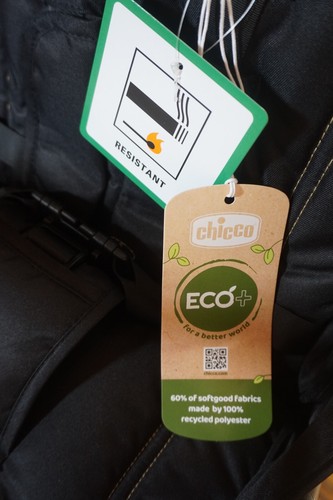 RESISTANT
chicco
ECO+
for a better world
60% of softgood fabrics
made by 100%
recycled polyester